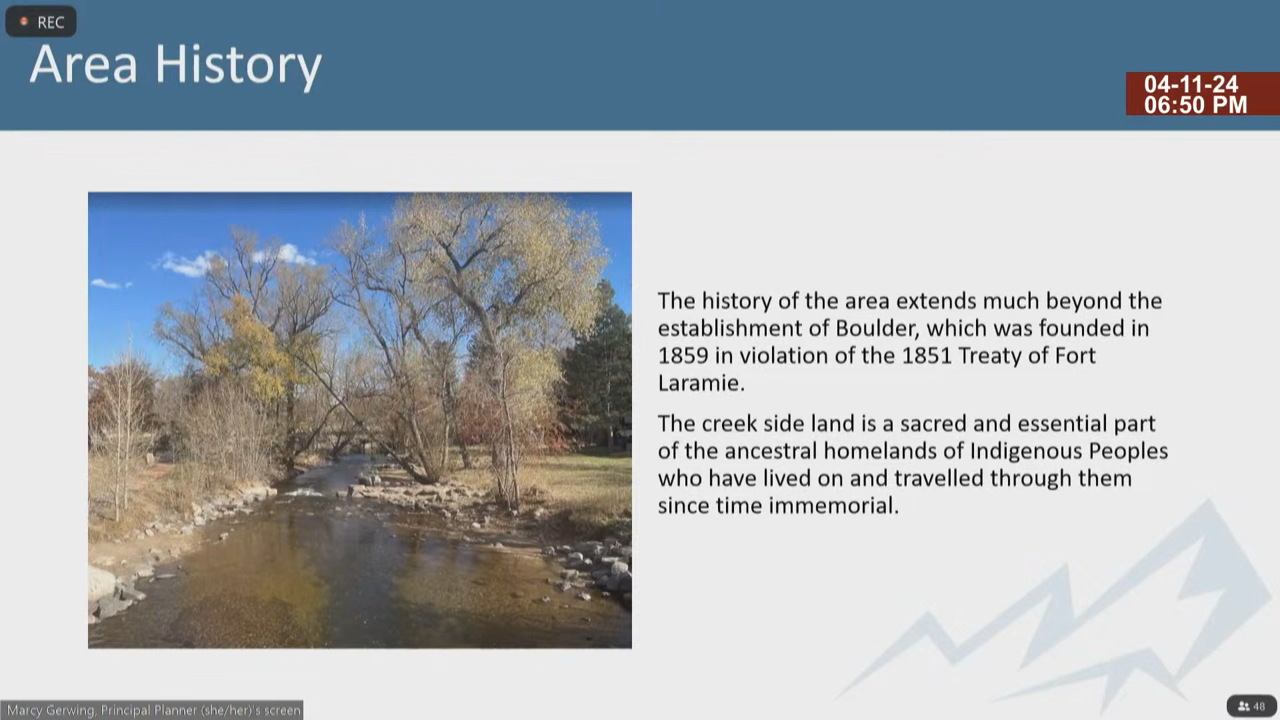 REC
Area History
04-11-24
06:50 PM
The history of the area extends much beyond the
establishment of Boulder, which was founded in
1859 in violation of the 1851 Treaty of Fort
Laramie.
The creek side land is a sacred and essential part
of the ancestral homelands of Indigenous Peoples
who have lived on and travelled through them
since time immemorial.
Marcy Gerwing, Principal Planner (she/her)'s screen
48